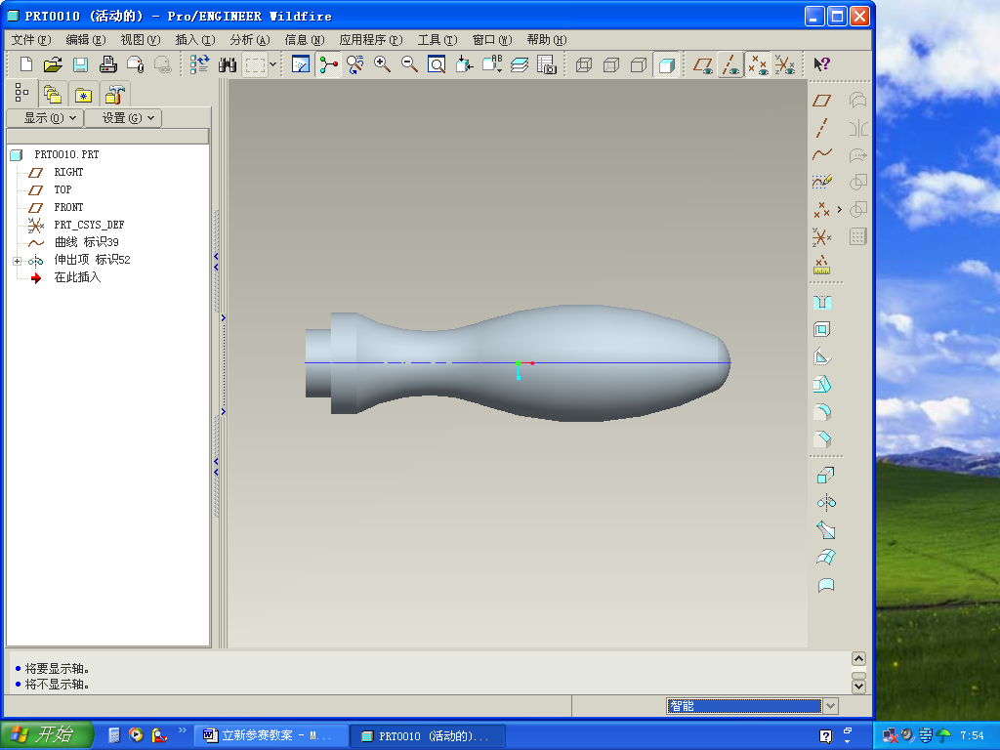 PRT0010 (活动的) - Pro/ENGINEER Wildfire
文件(F) 编辑(E) 视图(V) 插入(I) 分析(A) 信息(N) 应用程序(P) 工具(T) 窗口(W) 帮助(H)
显示(O) 设置(G)
PRT0010.PRT
RIGHT
TOP
FRONT
PRT_CSYS_DEF
曲线 标识39
伸出项 标识52
在此插入
将要显示轴。
将不显示轴。
智能
开始 立新参赛教案 - M... PRT0010 (活动的)... 7:54